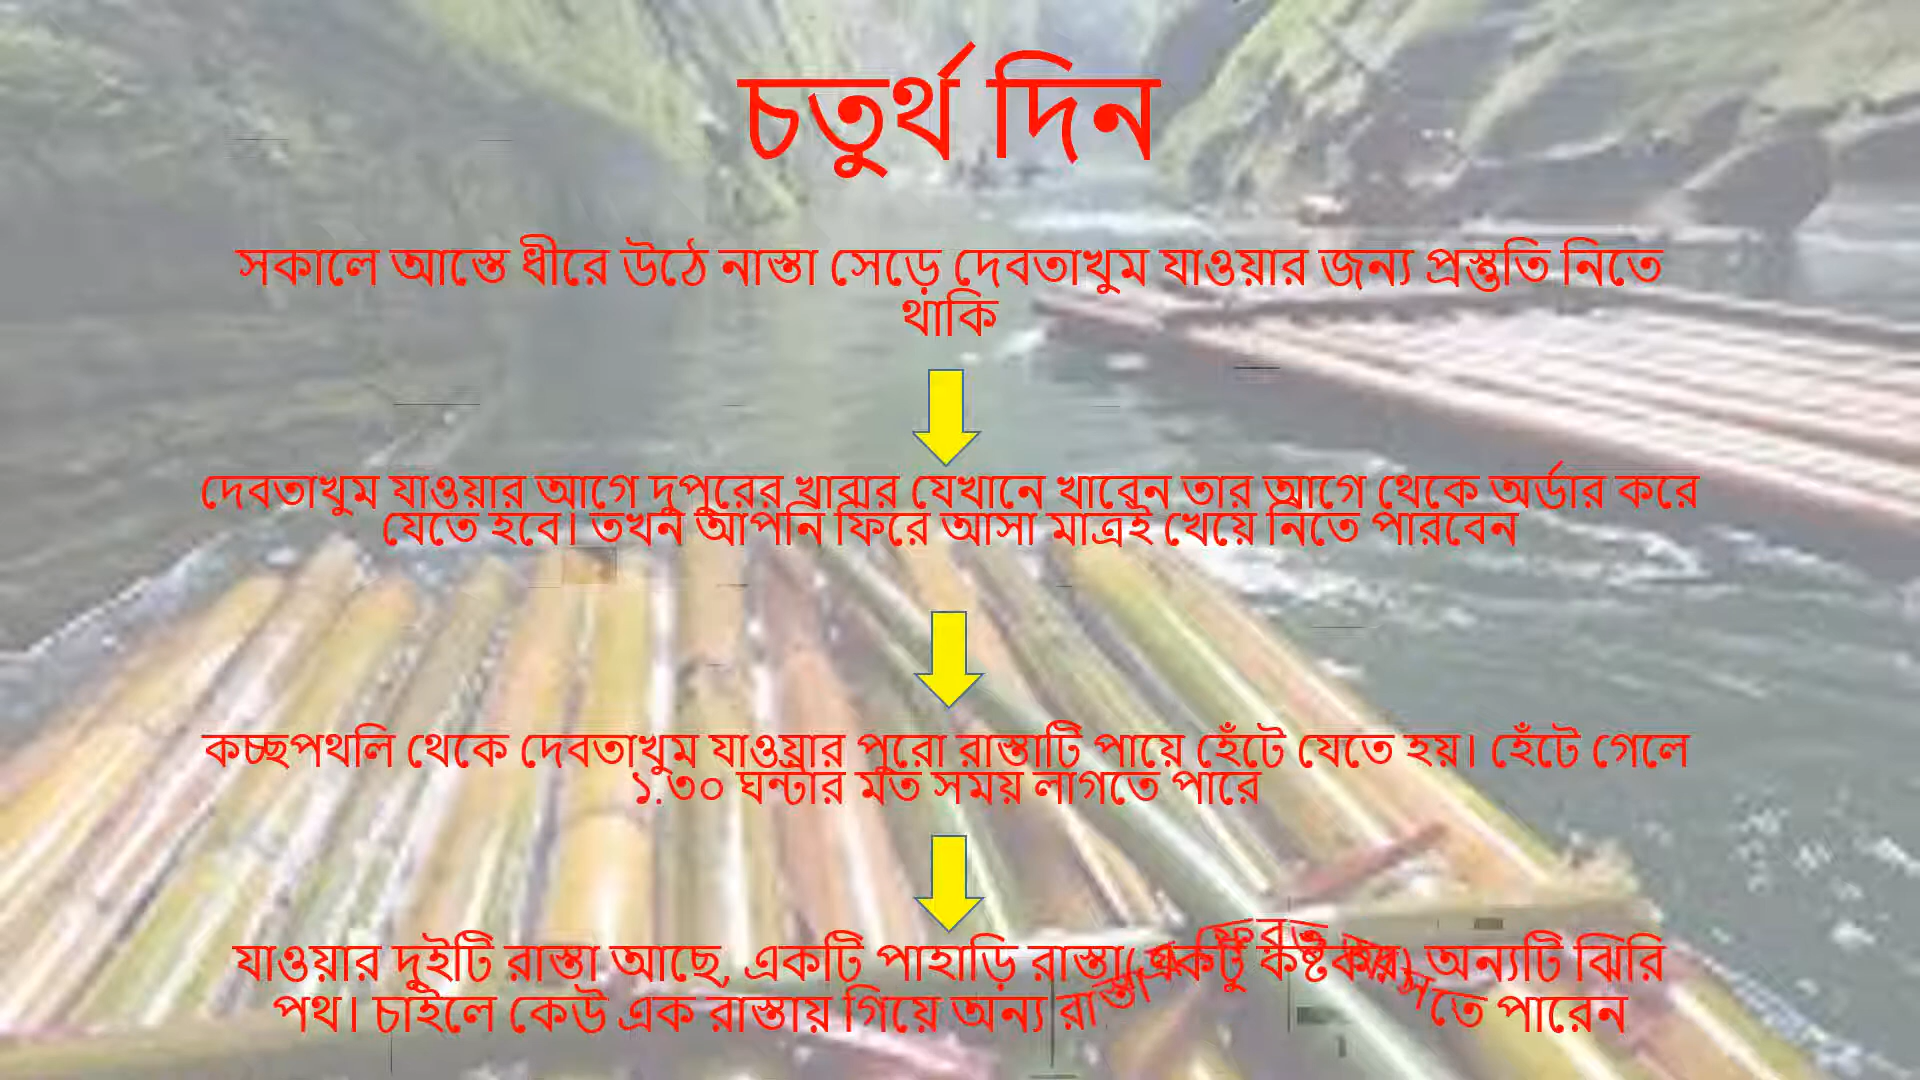 চতুর্থ দিন
সকালে আস্তে ধীরে উঠে নাস্তা সেড়ে দেবতাখুম যাওয়ার জন্য প্রস্তুতি নিতে
থাকি
দেবতাখুম যাওয়ার আগে দুপুরের খাবার যেখানে খাবেন তার আগে থেকে অর্ডার করে
যেতে হবে। তখন আপনি ফিরে আসা মাত্রই খেয়ে নিতে পারবেন
কচ্ছপথলি থেকে দেবতাখুম যাওয়ার পুরো রাস্তাটি পায়ে হেঁটে যেতে হয়। হেঁটে গেলে
১.৩০ ঘন্টার মত সময় লাগতে পারে
যাওয়ার দুইটি রাস্তা আছে, একটি পাহাড়ি রাস্তা(একটু কষ্টকর) অন্যটি ঝিরি
পথ। চাইলে কেউ এক রাস্তায় গিয়ে অন্য রাস্তায় ফেরত আসতে পারেন